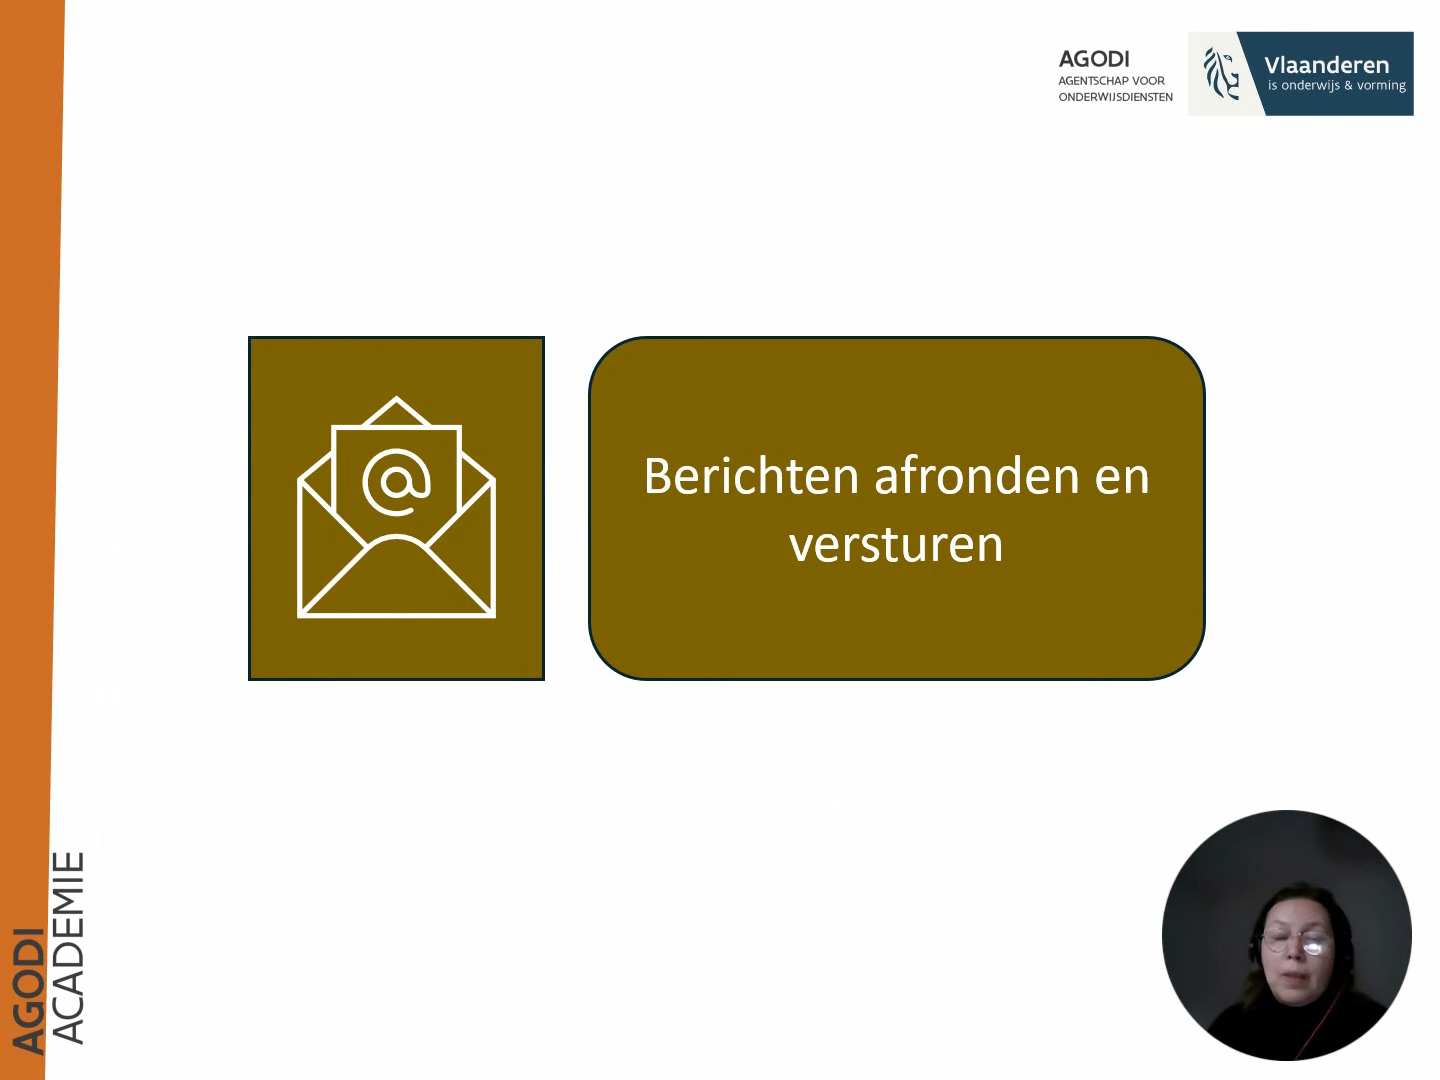 AGODI
AGENTSCHAP VOOR
ONDERWIJSDIENSTEN
Vlaanderen
is onderwijs & vorming
Berichten afronden en
versturen
AGODI
ACADEMIE